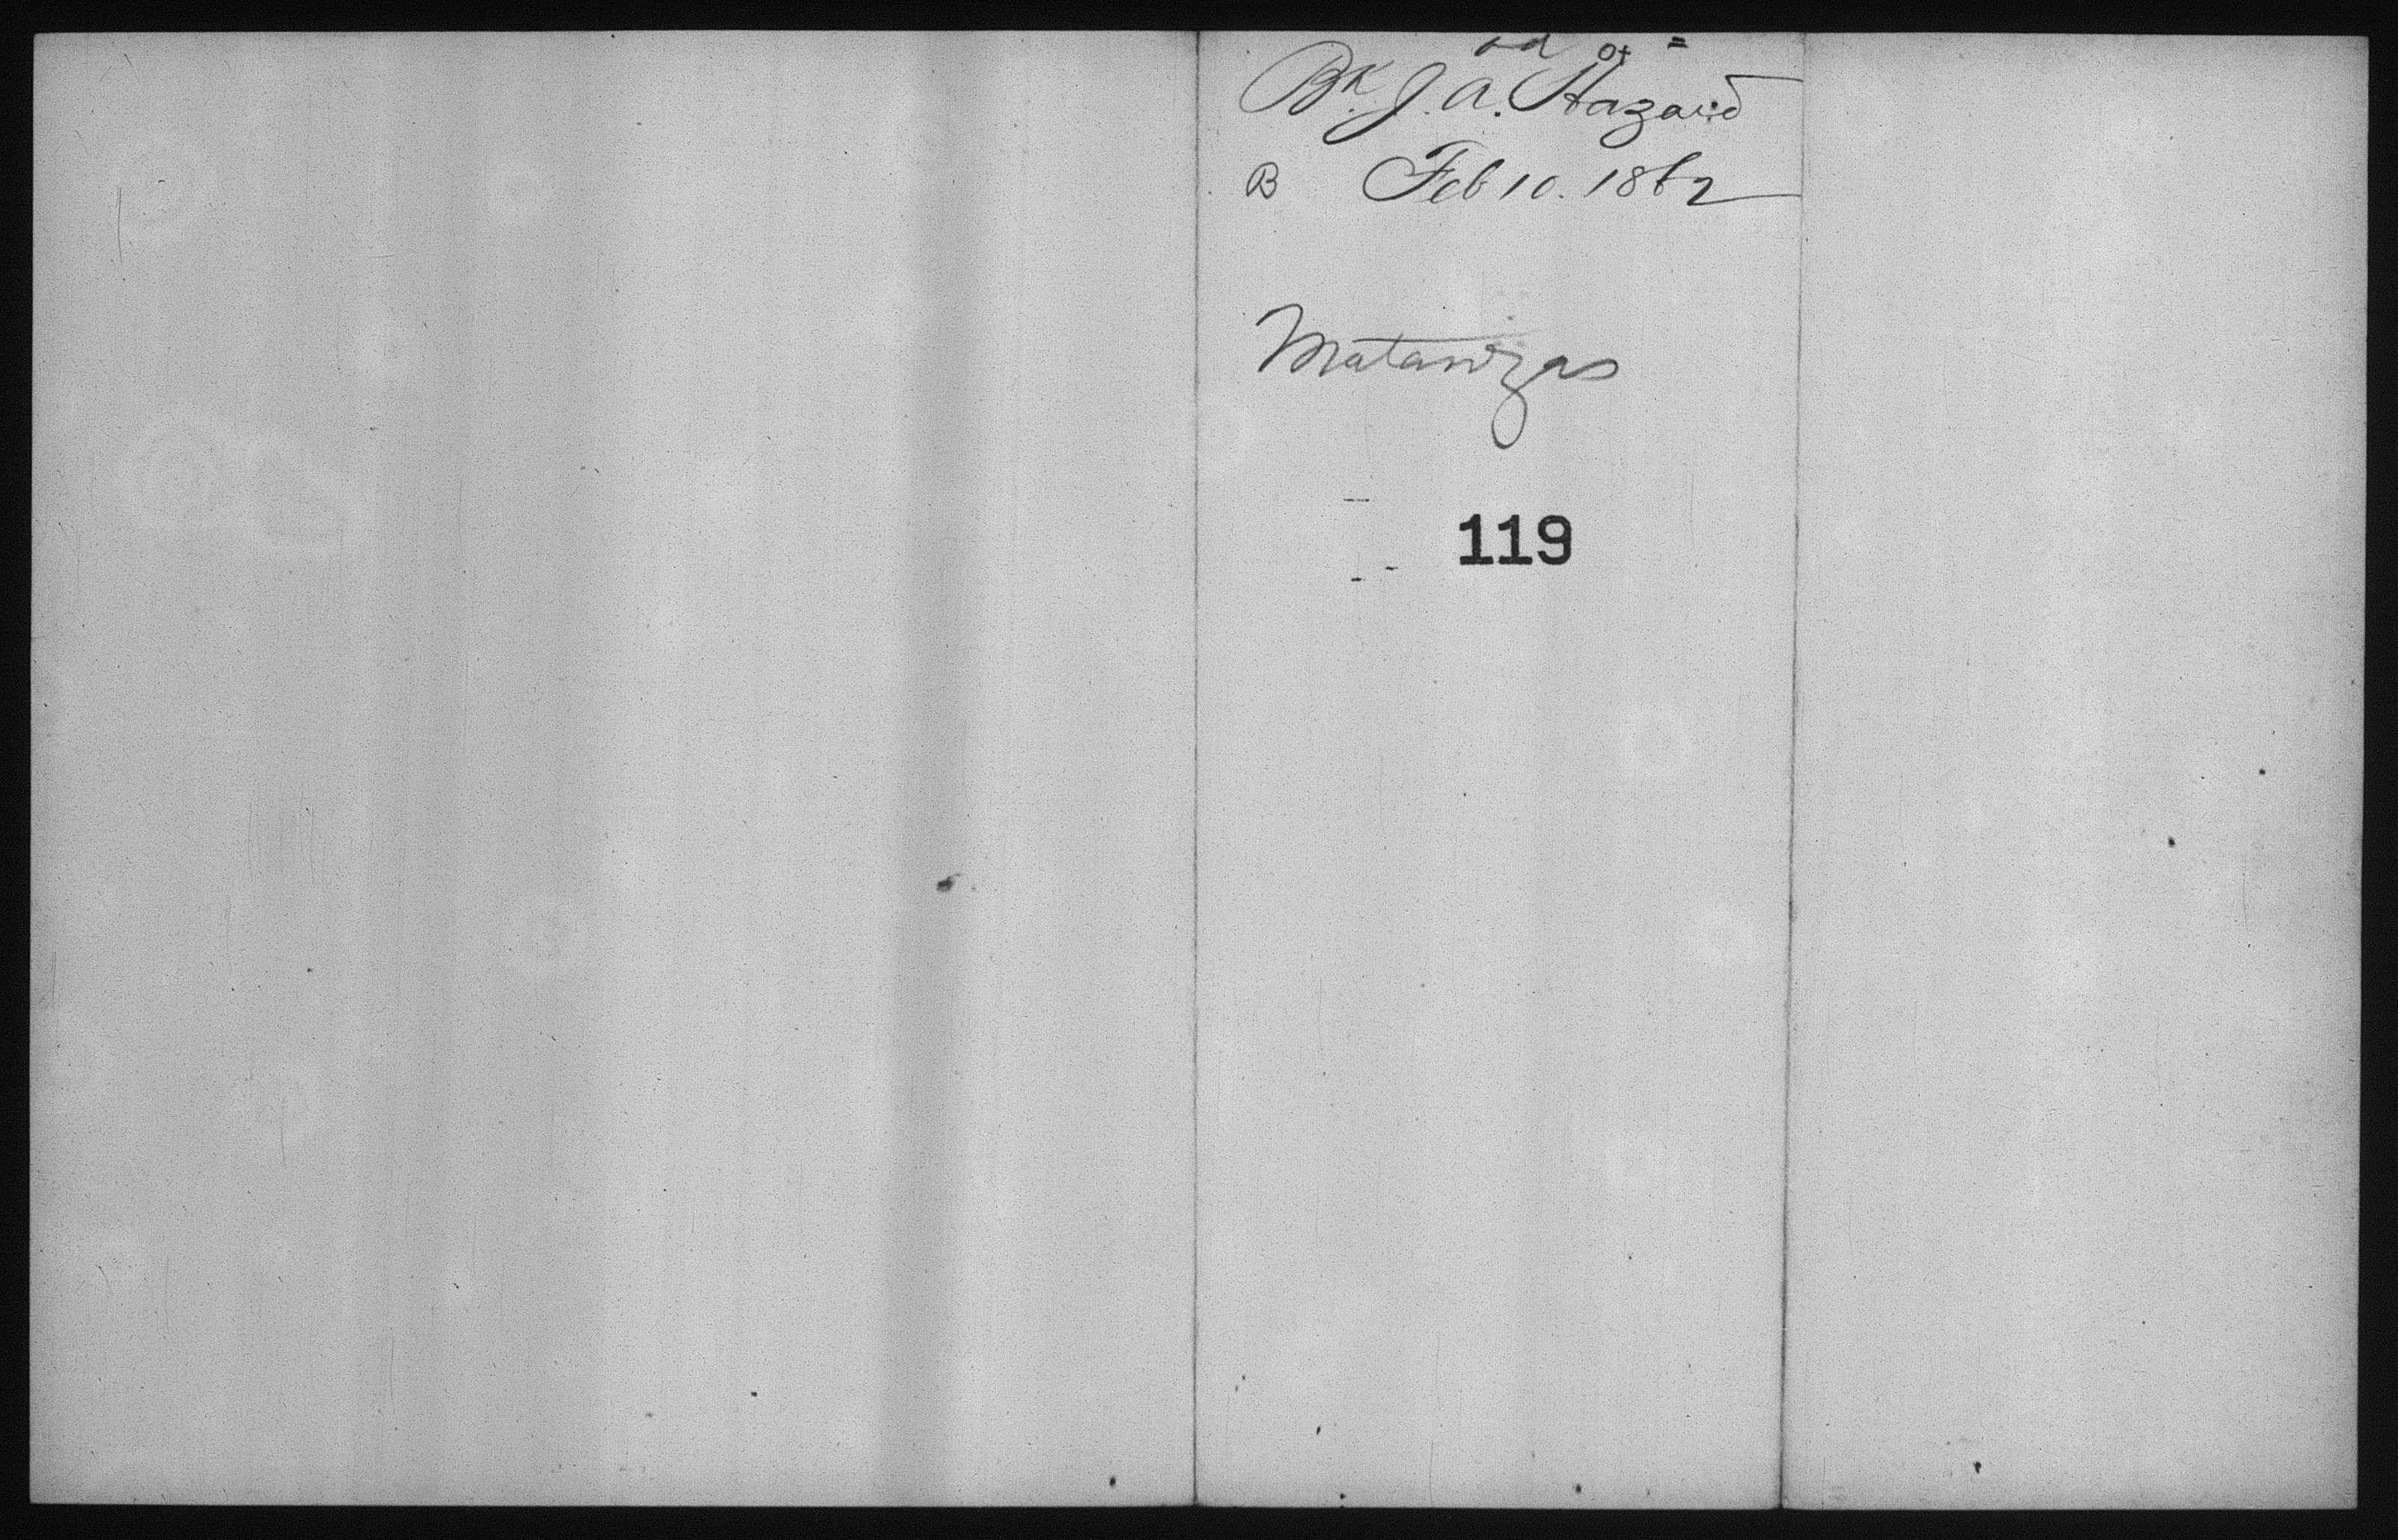 Bk. J. A. Hazard
B Feb 10. 1862
Matanzas
119